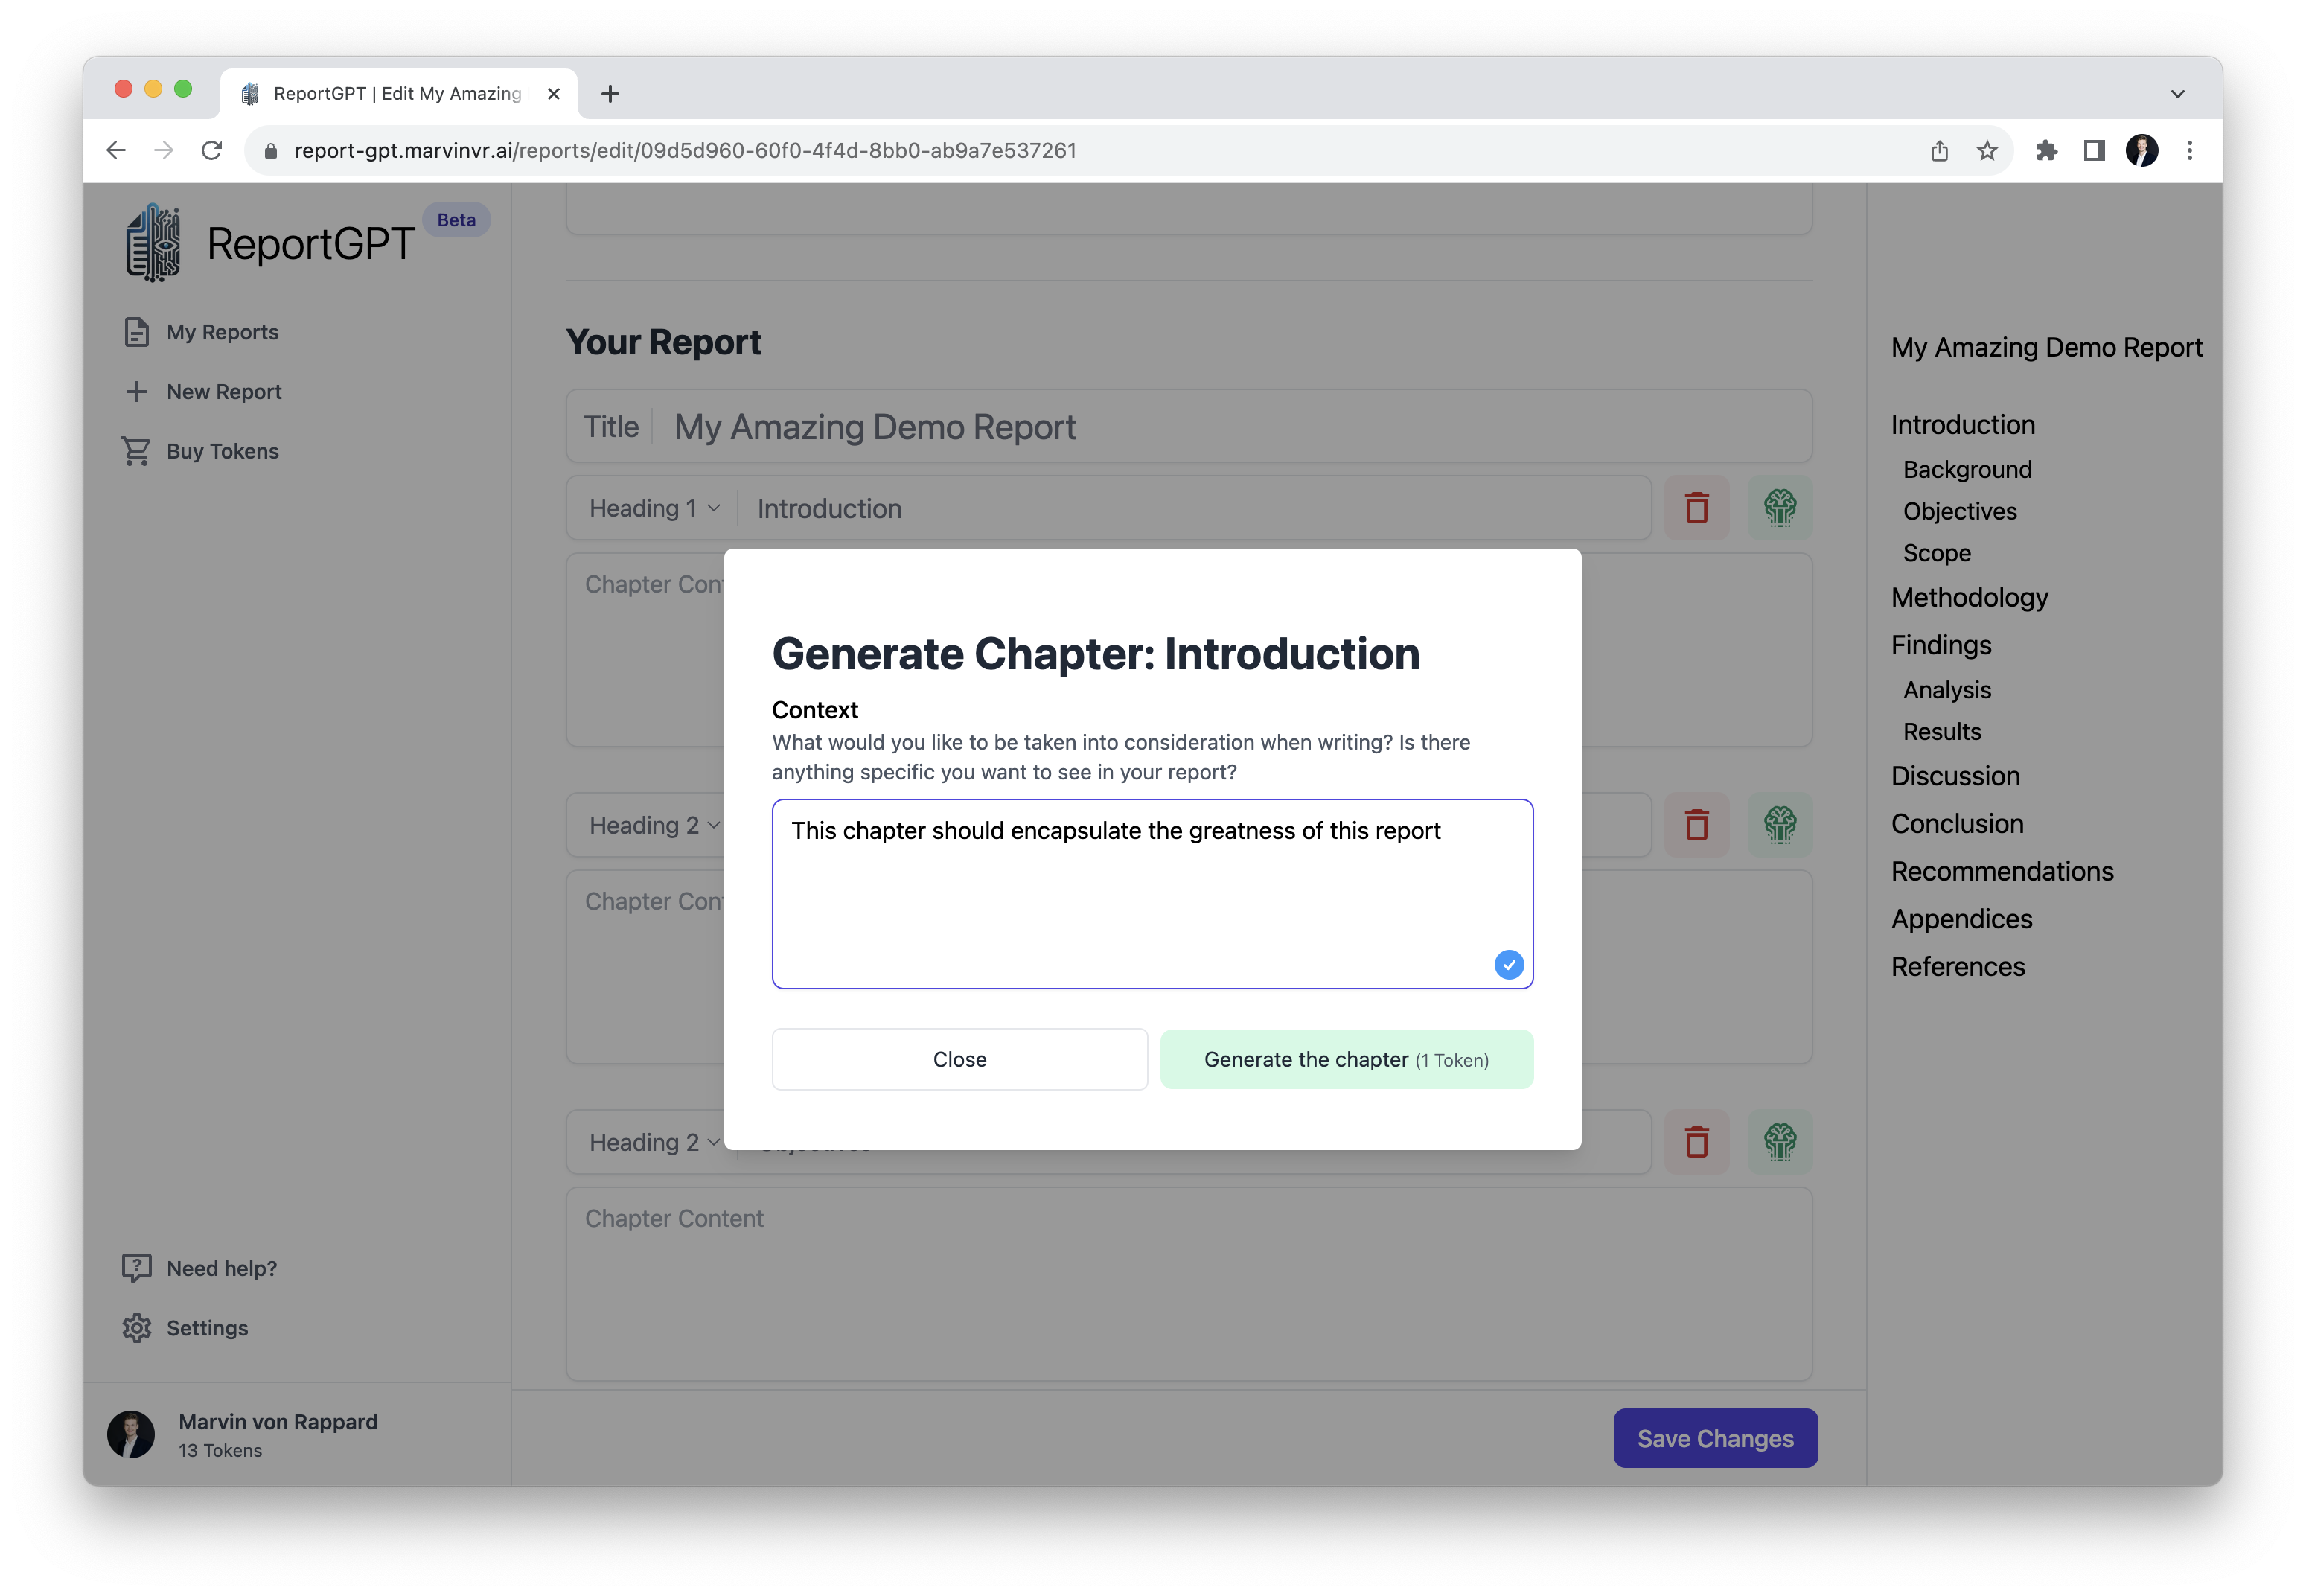 ReportGPT | Edit My Amazing
report-gpt.marvinvr.ai/reports/edit/09d5d960-60f0-4f4d-8bb0-ab9a7e537261
ReportGPT
Beta
My Reports
New Report
Buy Tokens
Need help?
Settings
Marvin von Rappard
13 Tokens
Your Report
Title My Amazing Demo Report
Heading 1 Introduction
Chapter Cont
Heading 2
Chapter Cont
Heading 2 Objectives
Chapter Content
Save Changes
Generate Chapter: Introduction
Context
What would you like to be taken into consideration when writing? Is there
anything specific you want to see in your report?
This chapter should encapsulate the greatness of this report
Close
Generate the chapter (1 Token)
My Amazing Demo Report
Introduction
Background
Objectives
Scope
Methodology
Findings
Analysis
Results
Discussion
Conclusion
Recommendations
Appendices
References